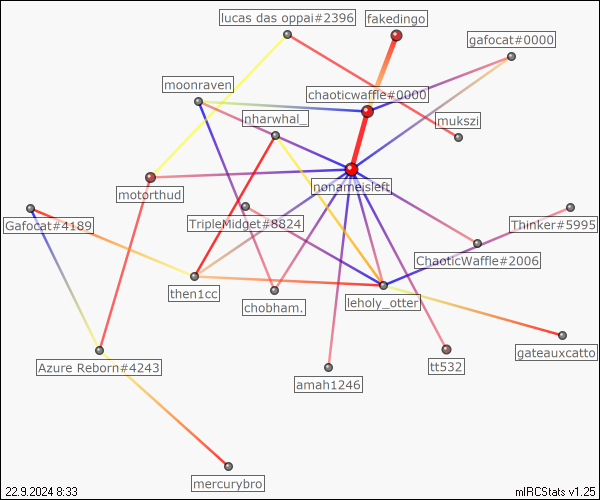 lucas das oppai#2396
fakedingo
gafocat#0000
moonraven
chaoticwaffle#0000
nharwhal_
mukszi
nonameisleft
motorthud
TripleMidget#8824
Gafocat#4189
Thinker#5995
ChaoticWaffle#2006
then1cc
chobham.
leholy_otter
gateauxcatto
Azure Reborn#4243
tt532
amah1246
mercurybro
22.9.2024 8:33
mIRCStats v1.25